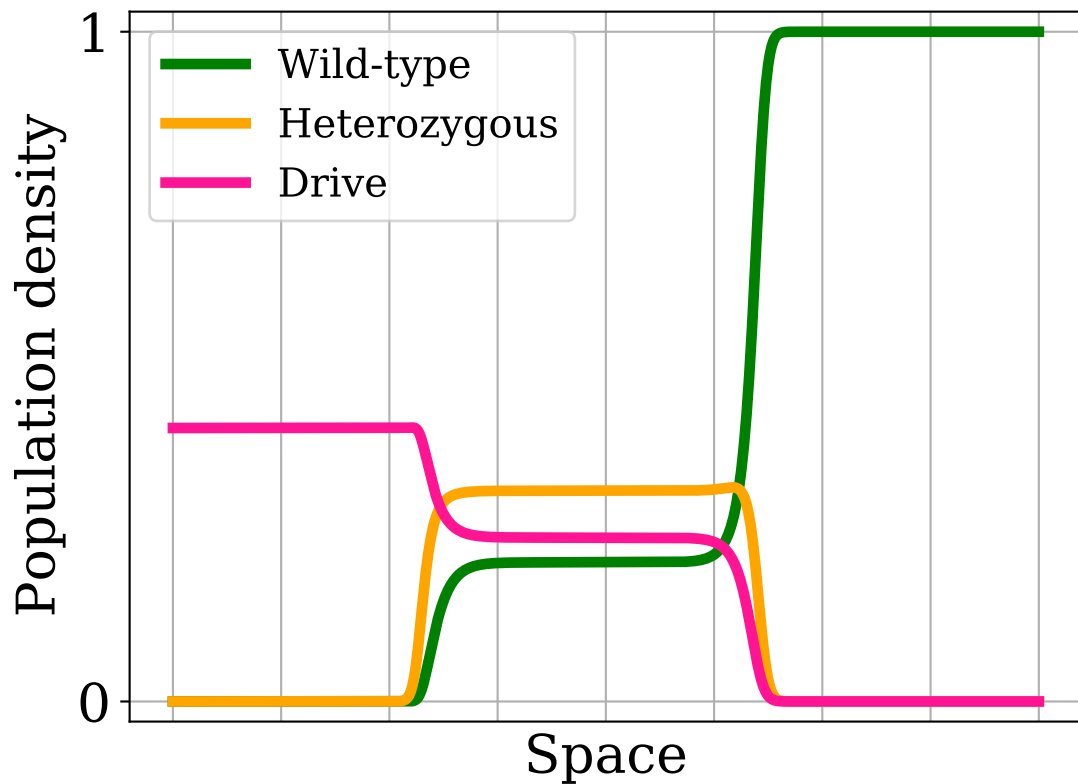 1
Wild-type
Heterozygous
Drive
Population density
0
Space